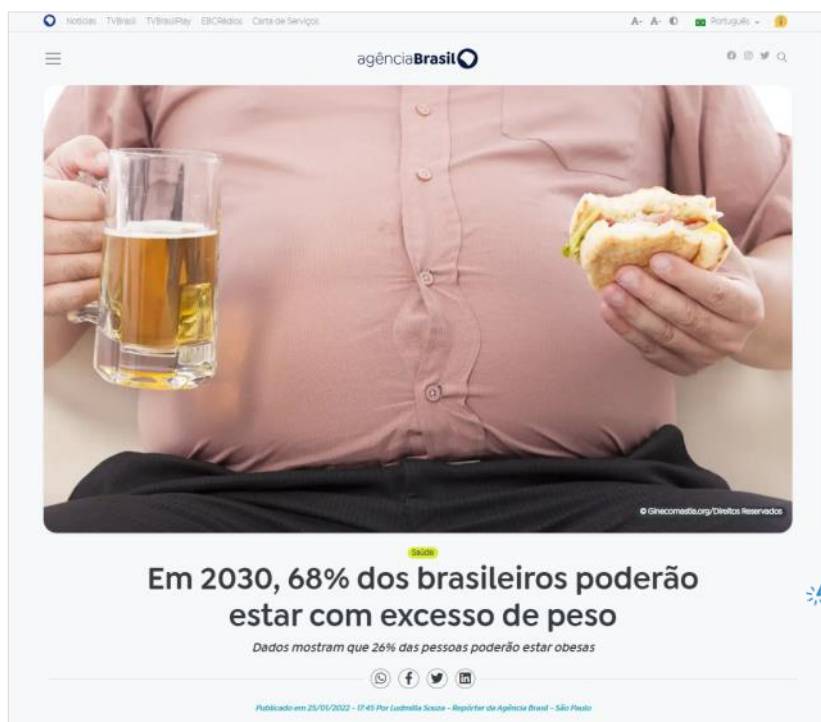 Notícias TVBrasil TVBrasilPlay EBCRádios Carta de Serviços A- A- Português
agênciaBrasil
© Ginecomastia.org/Direitos Reservados
Saúde
Em 2030, 68% dos brasileiros poderão
estar com excesso de peso
Dados mostram que 26% das pessoas poderão estar obesas
Publicado em 25/01/2022 - 17:45 Por Ludmilla Souza - Repórter da Agência Brasil - São Paulo